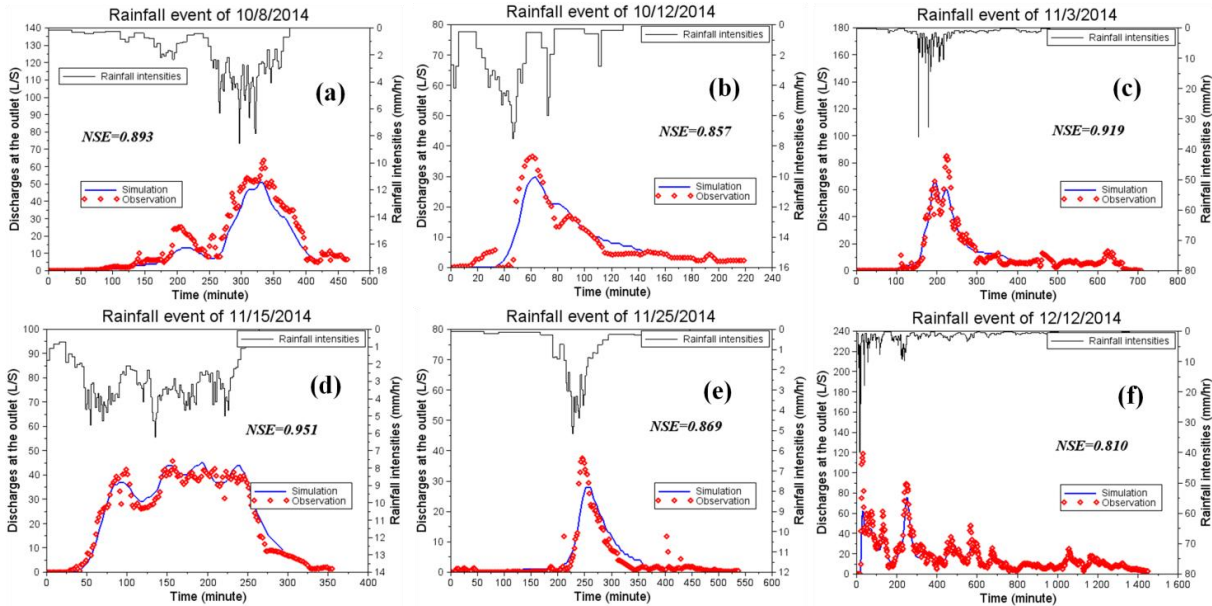 Rainfall event of 10/8/2014
Discharges at the outlet (L/S)
140
130
120
110
100
90
80
70
60
50
40
30
20
10
0
Rainfall intensities
(a)
NSE=0.893
Simulation
Observation
0
2
4
6
8
10
12
14
16
18
Rainfall intensities (mm/hr)
0 50 100 150 200 250 300 350 400 450 500
Time (minute)
Rainfall event of 10/12/2014
Discharges at the outlet (L/S)
80
70
60
50
40
30
20
10
0
Rainfall intensities
(b)
NSE=0.857
Simulation
Observation
0
2
4
6
8
10
12
14
16
Rainfall intensities (mm/hr)
0 20 40 60 80 100 120 140 160 180 200 220 240
Time (minute)
Rainfall event of 11/3/2014
Discharges at the outlet (L/S)
180
160
140
120
100
80
60
40
20
0
Rainfall intensities
(c)
NSE=0.919
Simulation
Observation
0
10
20
30
40
50
60
70
80
Rainfall intensities (mm/hr)
0 100 200 300 400 500 600 700 800
Time (minute)
Rainfall event of 11/15/2014
Discharges at the outlet (L/S)
100
90
80
70
60
50
40
30
20
10
0
Rainfall intensities
(d)
NSE=0.951
Simulation
Observation
0
1
2
3
4
5
6
7
8
9
10
11
12
13
14
Rainfall intensities (mm/hr)
0 50 100 150 200 250 300 350 400
Time (minute)
Rainfall event of 11/25/2014
Discharges at the outlet (L/S)
80
70
60
50
40
30
20
10
0
Rainfall intensities
(e)
NSE=0.869
Simulation
Observation
0
1
2
3
4
5
6
7
8
9
10
11
12
Rainfall intensities (mm/hr)
0 50 100 150 200 250 300 350 400 450 500 550 600
Time (minute)
Rainfall event of 12/12/2014
Discharges at the outlet (L/S)
240
220
200
180
160
140
120
100
80
60
40
20
0
Rainfall intensities
(f)
NSE=0.810
Simulation
Observation
0
10
20
30
40
50
60
70
80
Rainfall intensities (mm/hr)
0 200 400 600 800 1 000 1 200 1 400 1 600
Time (minute)